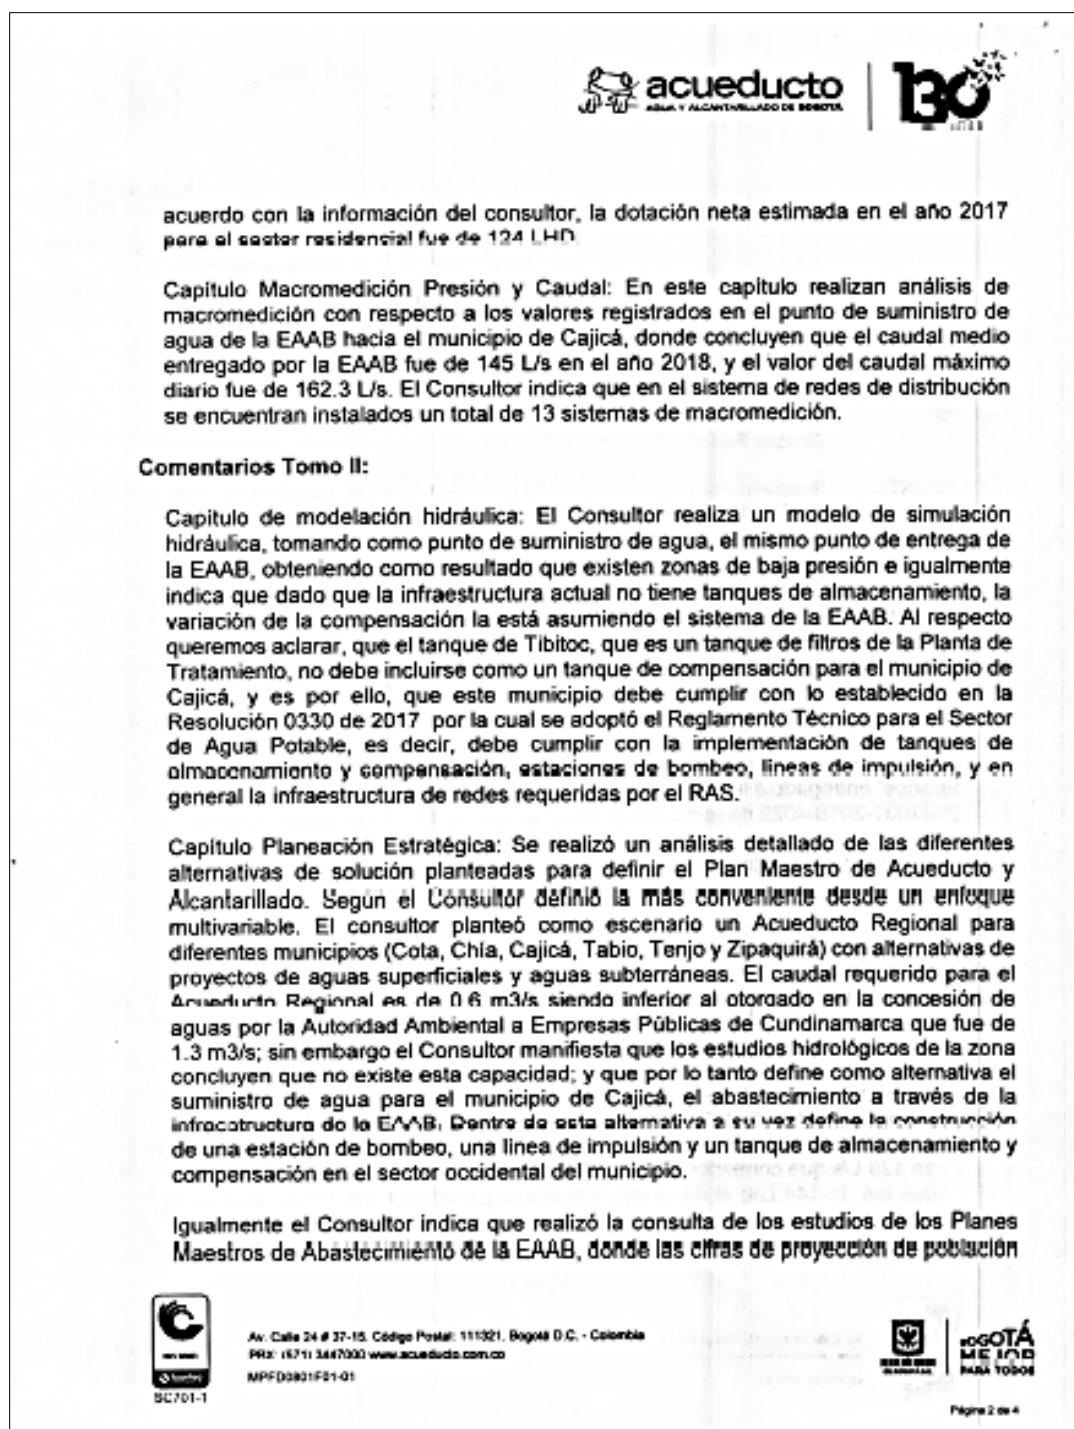 acueducto
AGUA Y ALCANTARILLADO DE BOGOTÁ
130
acuerdo con la información del consultor, la dotación neta estimada en el año 2017
para el sector residencial fue de 124 LHD.
Capítulo Macromedición Presión y Caudal: En este capítulo realizan análisis de
macromedición con respecto a los valores registrados en el punto de suministro de
agua de la EAAB hacia el municipio de Cajicá, donde concluyen que el caudal medio
entregado por la EAAB fue de 145 L/s en el año 2018, y el valor del caudal máximo
diario fue de 162.3 L/s. El Consultor indica que en el sistema de redes de distribución
se encuentran instalados un total de 13 sistemas de macromedición.
Comentarios Tomo II:
Capitulo de modelación hidráulica: El Consultor realiza un modelo de simulación
hidráulica, tomando como punto de suministro de agua, el mismo punto de entrega de
la EAAB, obteniendo como resultado que existen zonas de baja presión e igualmente
indica que dado que la infraestructura actual no tiene tanques de almacenamiento, la
variación de la compensación la está asumiendo el sistema de la EAAB. Al respecto
queremos aclarar, que el tanque de Tibitoc, que es un tanque de filtros de la Planta de
Tratamiento, no debe incluirse como un tanque de compensación para el municipio de
Cajicá, y es por ello, que este municipio debe cumplir con lo establecido en la
Resolución 0330 de 2017 por la cual se adoptó el Reglamento Técnico para el Sector
de Agua Potable, es decir, debe cumplir con la implementación de tanques de
almacenamiento y compensación, estaciones de bombeo, líneas de impulsión, y en
general la infraestructura de redes requeridas por el RAS.
Capítulo Planeación Estratégica: Se realizó un análisis detallado de las diferentes
alternativas de solución planteadas para definir el Plan Maestro de Acueducto y
Alcantarillado. Segun el Consultor definió la más conveniente desde un enfoque
multivariable. El consultor planteó como escenario un Acueducto Regional para
diferentes municipios (Cota, Chía, Cajicá, Tabio, Tenjo y Zipaquirá) con alternativas de
proyectos de aguas superficiales y aguas subterráneas. El caudal requerido para el
Acueducto Regional es de 0.6 m3/s siendo inferior al otorgado en la concesión de
aguas por la Autoridad Ambiental a Empresas Públicas de Cundinamarca que fue de
1.3 m3/s; sin embargo el Consultor manifiesta que los estudios hidrológicos de la zona
concluyen que no existe esta capacidad; y que por lo tanto define como alternativa el
suministro de agua para el municipio de Cajicá, el abastecimiento a través de la
infraestructura de la EAAB. Dentro de esta alternativa a su vez define la construcción
de una estación de bombeo, una línea de impulsión y un tanque de almacenamiento y
compensación en el sector occidental del municipio.
Igualmente el Consultor indica que realizó la consulta de los estudios de los Planes
Maestros de Abastecimiento de la EAAB, donde las cifras de proyección de población
Av. Calle 24 # 37-15. Código Postal: 111321. Bogotá D.C. - Colombia
PBX: (571) 3447000 www.acueducto.com.co
MPFD0801F01-01
SC701-1
BOGOTÁ
MEJOR
PARA TODOS
Página 2 de 4